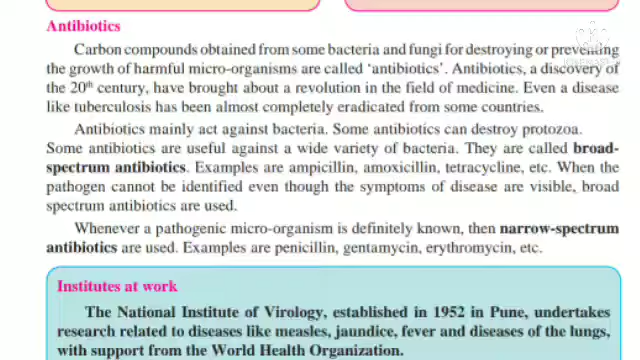 Antibiotics
Carbon compounds obtained from some bacteria and fungi for destroying or preventing
the growth of harmful micro-organisms are called ‘antibiotics’. Antibiotics, a discovery of
the 20th century, have brought about a revolution in the field of medicine. Even a disease
like tuberculosis has been almost completely eradicated from some countries.
Antibiotics mainly act against bacteria. Some antibiotics can destroy protozoa.
Some antibiotics are useful against a wide variety of bacteria. They are called broad-
spectrum antibiotics. Examples are ampicillin, amoxicillin, tetracycline, etc. When the
pathogen cannot be identified even though the symptoms of disease are visible, broad
spectrum antibiotics are used.
Whenever a pathogenic micro-organism is definitely known, then narrow-spectrum
antibiotics are used. Examples are penicillin, gentamycin, erythromycin, etc.
Institutes at work
The National Institute of Virology, established in 1952 in Pune, undertakes
research related to diseases like measles, jaundice, fever and diseases of the lungs,
with support from the World Health Organization.